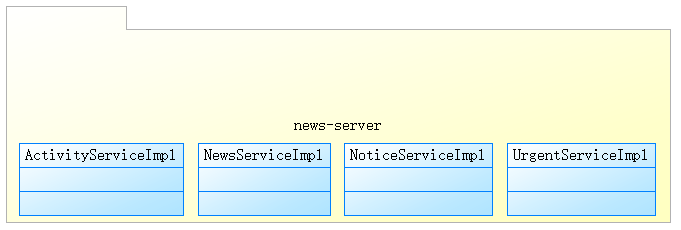 news-server
ActivityServiceImpl
NewsServiceImpl
NoticeServiceImpl
UrgentServiceImpl